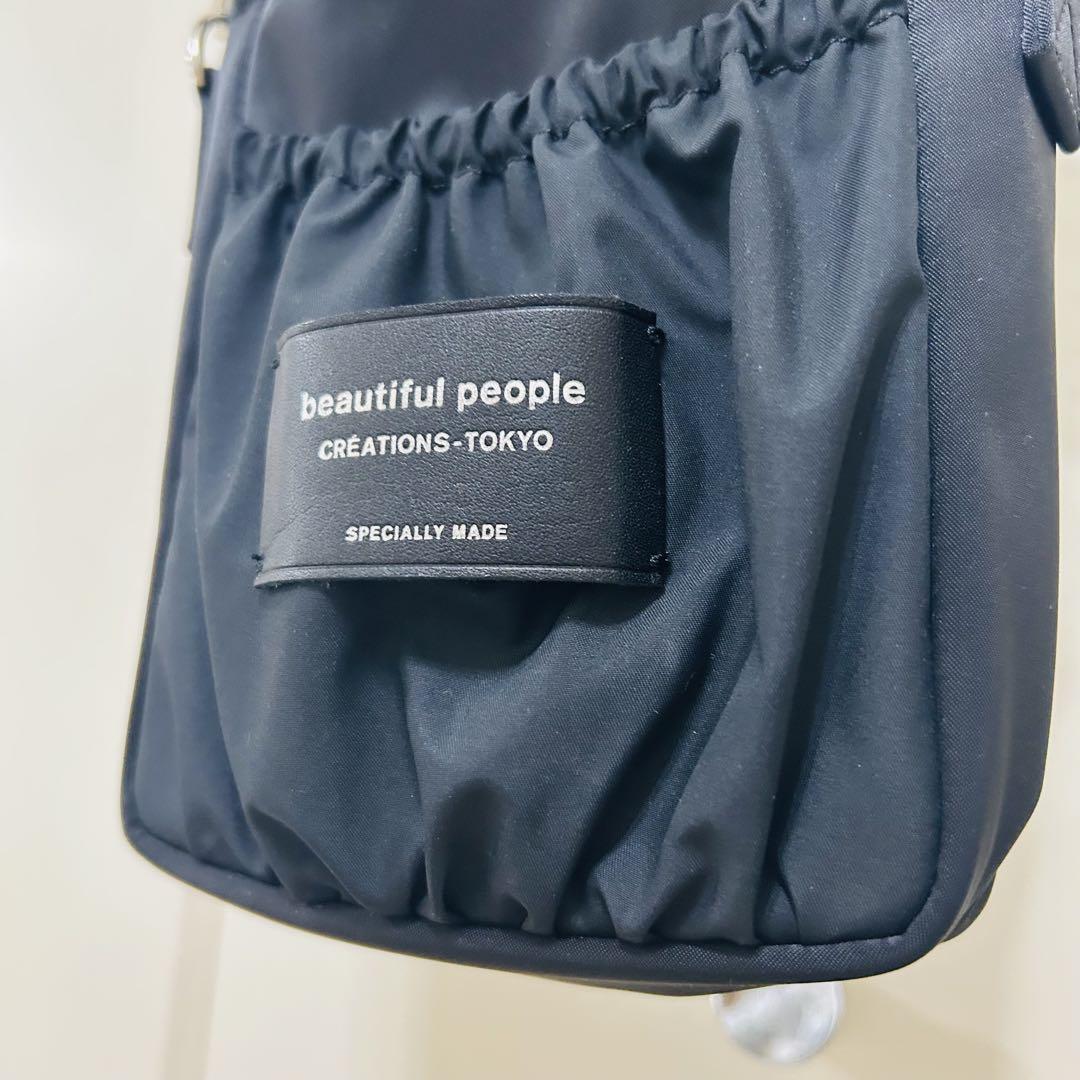 beautiful people
CRÉATIONS-TOKYO
SPECIALLY MADE